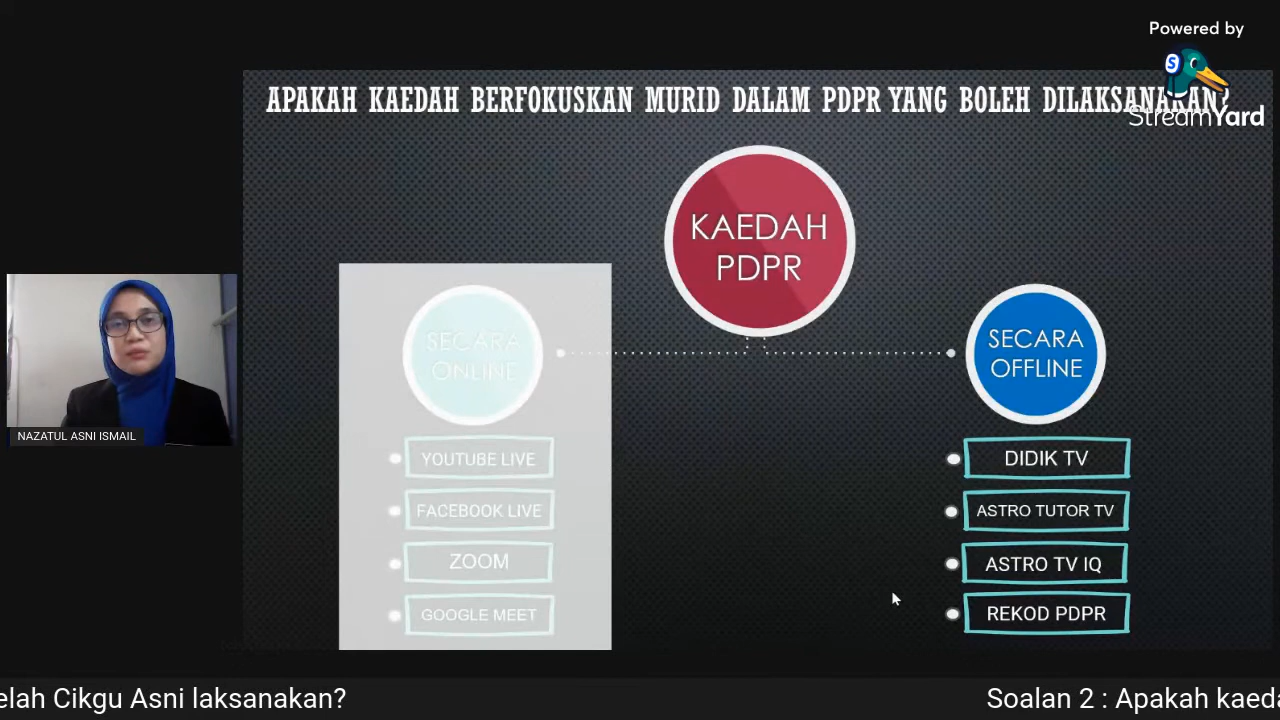 Powered by
StreamYard
APAKAH KAEDAH BERFOKUSKAN MURID DALAM PDPR YANG BOLEH DILAKSANAKAN?
KAEDAH
PDPR
SECARA
ONLINE
YOUTUBE LIVE
FACEBOOK LIVE
ZOOM
GOOGLE MEET
SECARA
OFFLINE
DIDIK TV
ASTRO TUTOR TV
ASTRO TV IQ
REKOD PDPR
NAZATUL ASNI ISMAIL
elah Cikgu Asni laksanakan?
Soalan 2 : Apakah kaeda